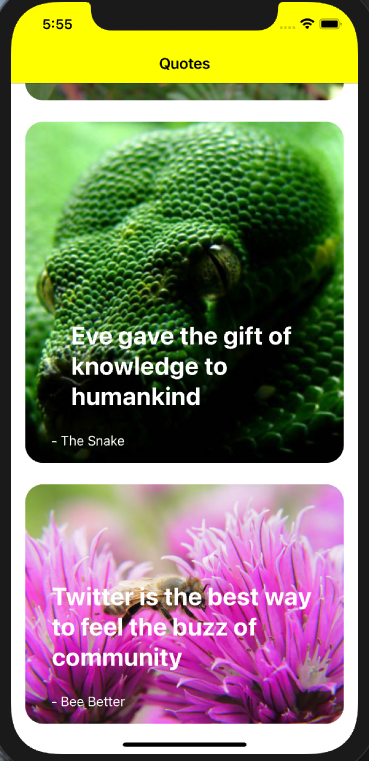 5:55
Quotes
Eve gave the gift of
knowledge to
humankind
- The Snake
Twitter is the best way
to feel the buzz of
community
- Bee Better